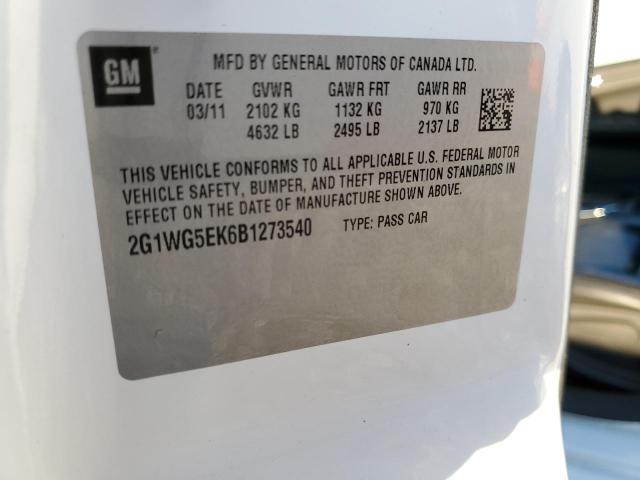 GM
MFD BY GENERAL MOTORS OF CANADA LTD.
DATE GVWR GAWR FRT GAWR RR
03/11 2102 KG 1132 KG 970 KG
4632 LB 2495 LB 2137 LB
THIS VEHICLE CONFORMS TO ALL APPLICABLE U.S. FEDERAL MOTOR
VEHICLE SAFETY, BUMPER, AND THEFT PREVENTION STANDARDS IN
EFFECT ON THE DATE OF MANUFACTURE SHOWN ABOVE.
2G1WG5EK6B1273540 TYPE: PASS CAR